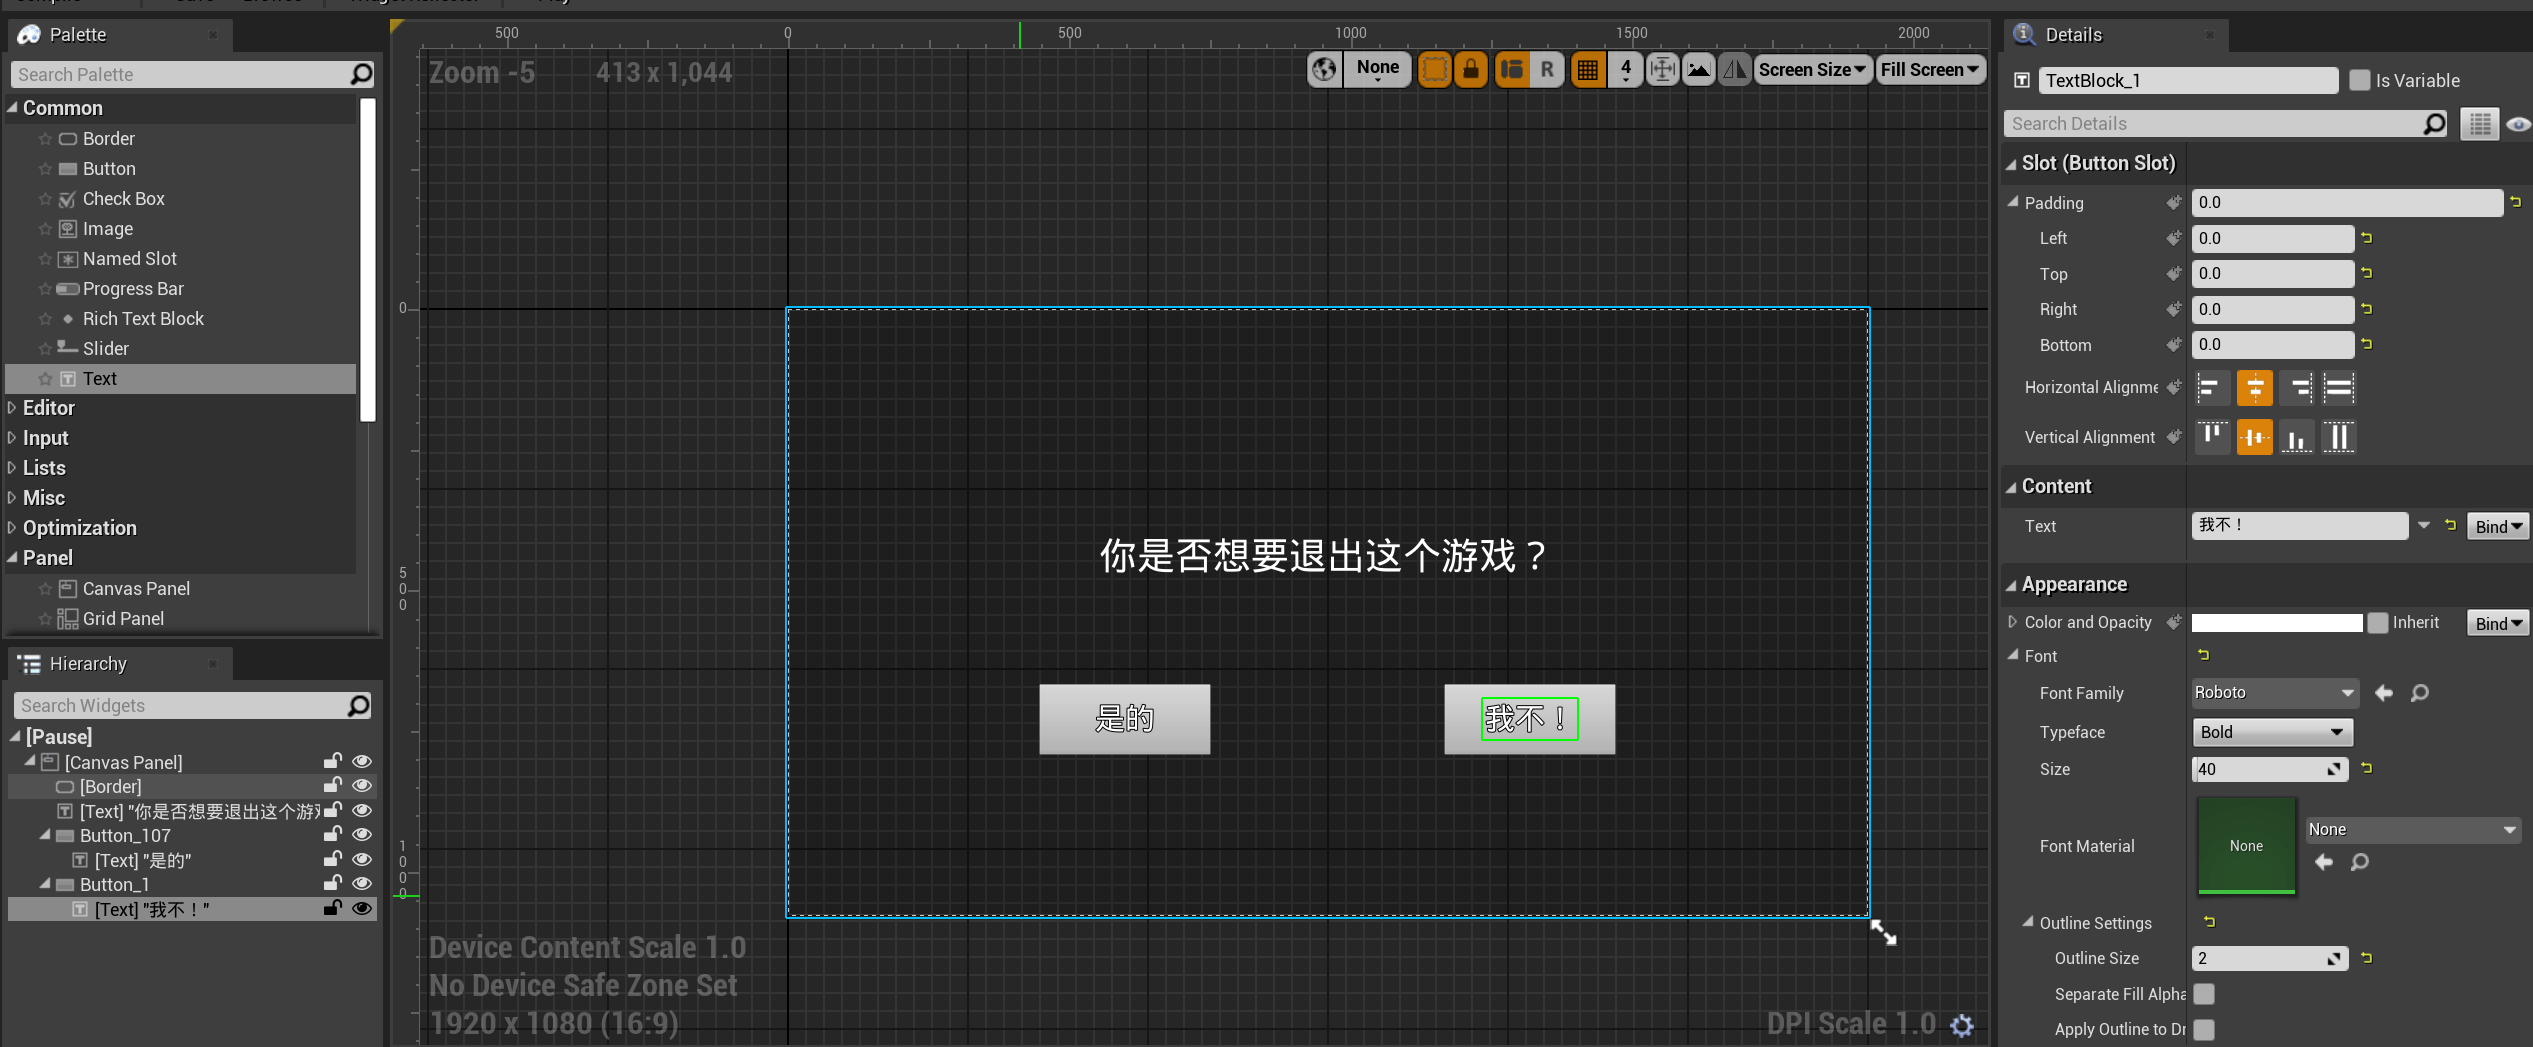 Palette
Search Palette
Common
Border
Button
Check Box
Image
Named Slot
Progress Bar
Rich Text Block
Slider
Text
Editor
Input
Lists
Misc
Optimization
Panel
Canvas Panel
Grid Panel
Hierarchy
Search Widgets
[Pause]
[Canvas Panel]
[Border]
[Text] "你是否想要退出这个游戏
Button_107
[Text] "是的"
Button_1
[Text] "我不！"
500 0 500 1000 1500 2000
Zoom -5 413 x 1,044
None R 4 Screen Size Fill Screen
0
500
1000
你是否想要退出这个游戏？
是的 我不！
Device Content Scale 1.0
No Device Safe Zone Set
1920 x 1080 (16:9)
DPI Scale 1.0
Details
TextBlock_1 Is Variable
Search Details
Slot (Button Slot)
Padding 0.0
Left 0.0
Top 0.0
Right 0.0
Bottom 0.0
Horizontal Alignme
Vertical Alignment
Content
Text 我不！ Bind
Appearance
Color and Opacity Inherit Bind
Font
Font Family Roboto
Typeface Bold
Size 40
Font Material None None
Outline Settings
Outline Size 2
Separate Fill Alpha
Apply Outline to Dr